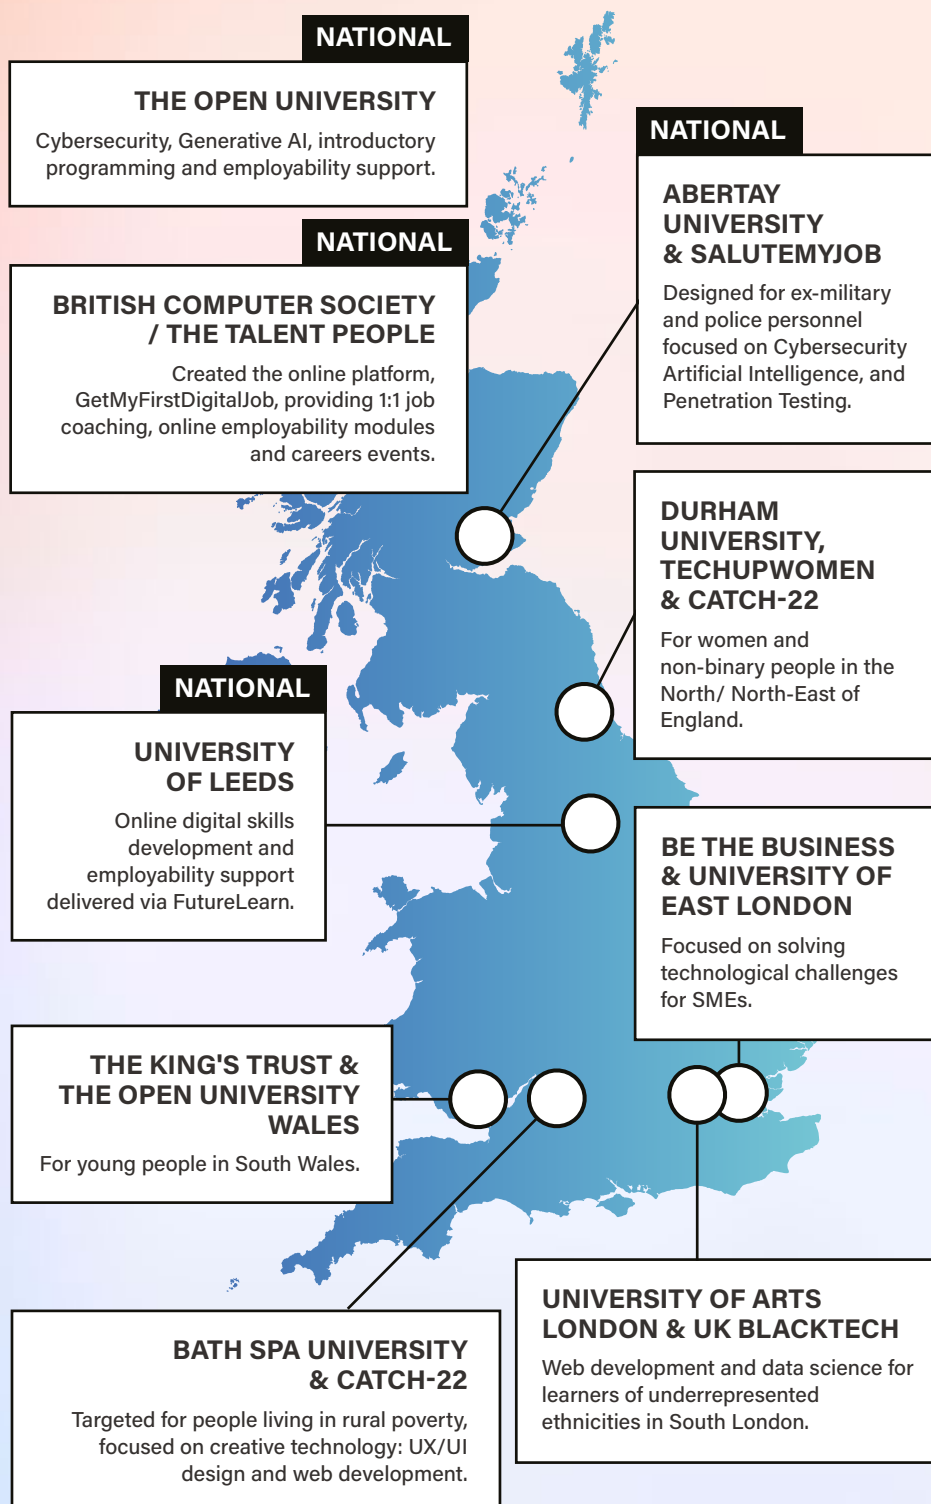 NATIONAL
THE OPEN UNIVERSITY
Cybersecurity, Generative AI, introductory
programming and employability support.
NATIONAL
ABERTAY
UNIVERSITY
& SALUTEMYJOB
Designed for ex-military
and police personnel
focused on Cybersecurity
Artificial Intelligence, and
Penetration Testing.
NATIONAL
BRITISH COMPUTER SOCIETY
/ THE TALENT PEOPLE
Created the online platform,
GetMyFirstDigitalJob, providing 1:1 job
coaching, online employability modules
and careers events.
DURHAM
UNIVERSITY,
TECHUPWOMEN
& CATCH-22
For women and
non-binary people in the
North/ North-East of
England.
NATIONAL
UNIVERSITY
OF LEEDS
Online digital skills
development and
employability support
delivered via FutureLearn.
BE THE BUSINESS
& UNIVERSITY OF
EAST LONDON
Focused on solving
technological challenges
for SMEs.
THE KING'S TRUST &
THE OPEN UNIVERSITY
WALES
For young people in South Wales.
UNIVERSITY OF ARTS
LONDON & UK BLACKTECH
Web development and data science for
learners of underrepresented
ethnicities in South London.
BATH SPA UNIVERSITY
& CATCH-22
Targeted for people living in rural poverty,
focused on creative technology: UX/UI
design and web development.